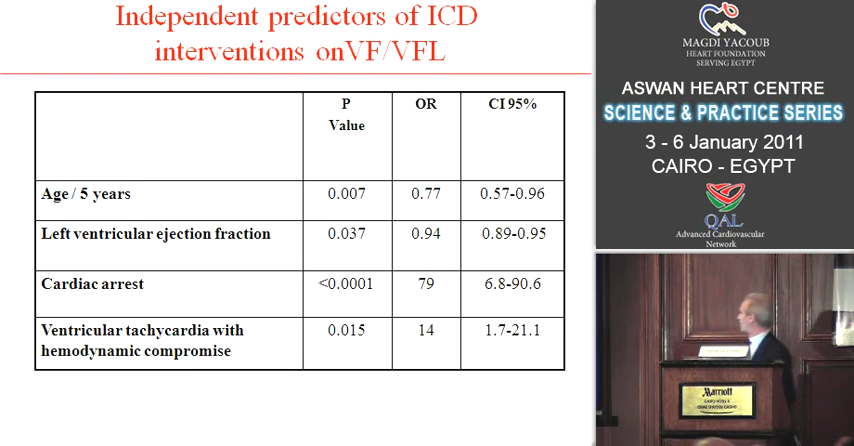 Independent predictors of ICD
interventions onVF/VFL
P
Value
OR
CI 95%
Age / 5 years
0.007
0.77
0.57-0.96
Left ventricular ejection fraction
0.037
0.94
0.89-0.95
Cardiac arrest
<0.0001
79
6.8-90.6
Ventricular tachycardia with
hemodynamic compromise
0.015
14
1.7-21.1
MAGDI YACOUB
HEART FOUNDATION
SERVING EGYPT
ASWAN HEART CENTRE
SCIENCE & PRACTICE SERIES
3 - 6 January 2011
CAIRO - EGYPT
QAL
Advanced Cardiovascular
Network
Marriott
CAIRO HOTEL &
CASINO